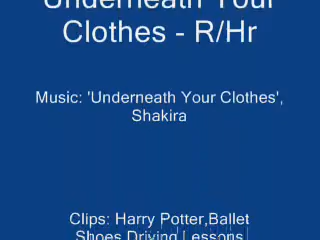 Underneath Your
Clothes - R/Hr
Music: 'Underneath Your Clothes',
Shakira
Clips: Harry Potter,Ballet
Shoes,Driving Lessons